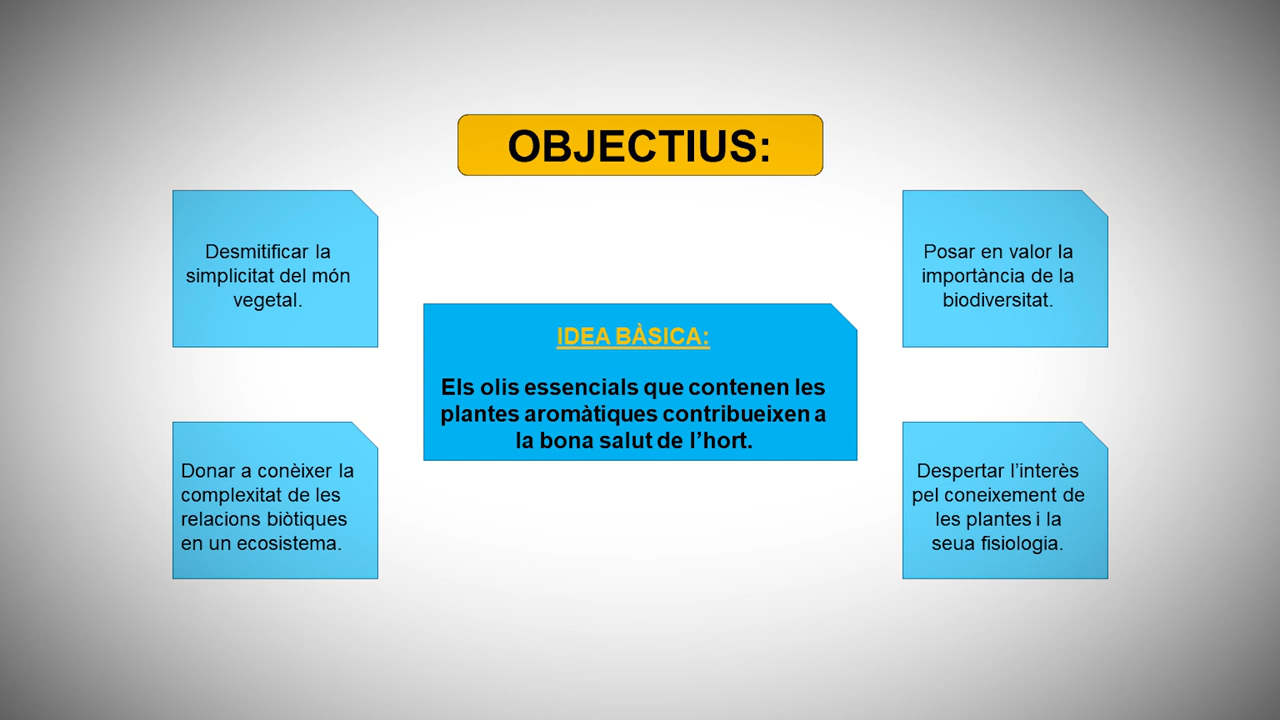 OBJECTIUS:
Desmitificar la
simplicitat del món
vegetal.
Posar en valor la
importància de la
biodiversitat.
IDEA BÀSICA:
Els olis essencials que contenen les
plantes aromàtiques contribueixen a
la bona salut de l’hort.
Donar a conèixer la
complexitat de les
relacions biòtiques
en un ecosistema.
Despertar l’interès
pel coneixement de
les plantes i la
seua fisiologia.